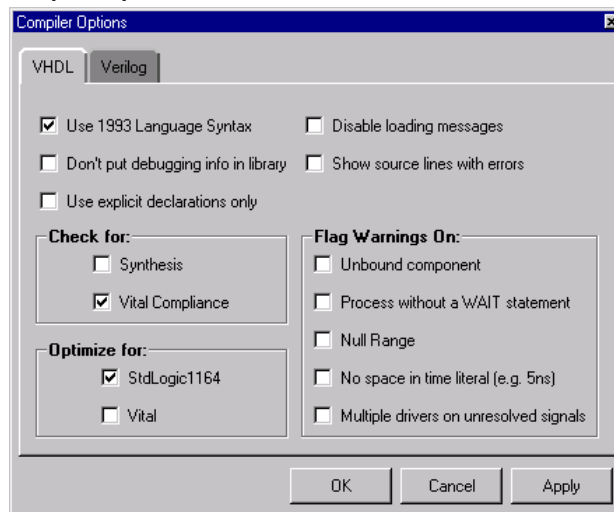 Compiler Options
VHDL Verilog
Use 1993 Language Syntax
Disable loading messages
Don't put debugging info in library
Show source lines with errors
Use explicit declarations only
Check for:
Synthesis
Vital Compliance
Optimize for:
StdLogic1164
Vital
Flag Warnings On:
Unbound component
Process without a WAIT statement
Null Range
No space in time literal (e.g. 5ns)
Multiple drivers on unresolved signals
OK Cancel Apply